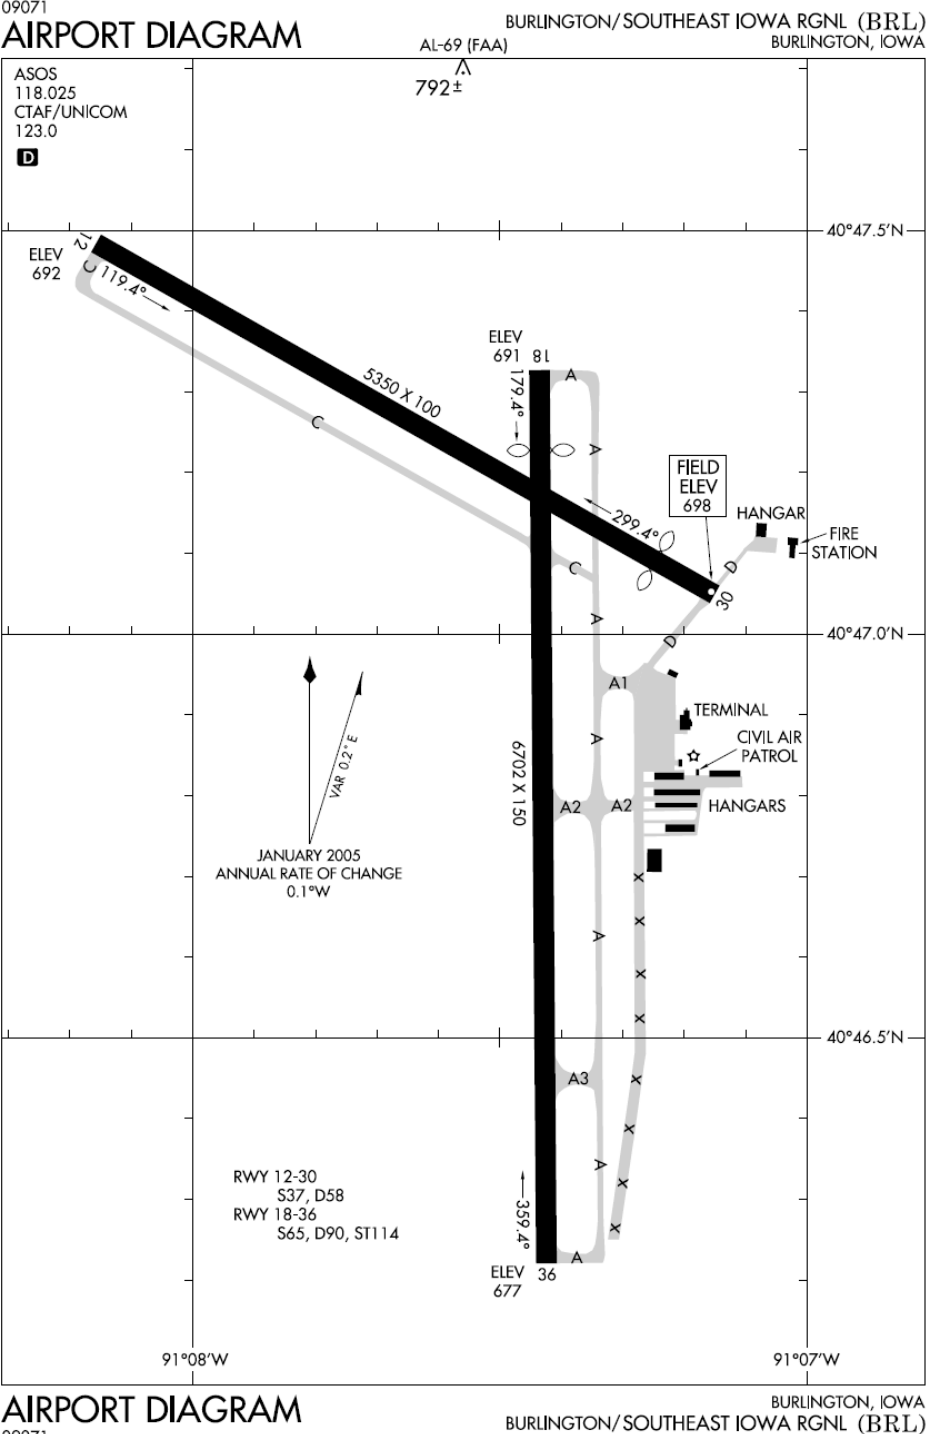 09071
AIRPORT DIAGRAM
BURLINGTON/SOUTHEAST IOWA RGNL (BRL)
BURLINGTON, IOWA
AL-69 (FAA)
792±
ASOS
118.025
CTAF/UNICOM
123.0
D
40°47.5'N
12
ELEV
692
C
119.4°
ELEV
691
18
A
179.4°
5350 X 100
C
A
FIELD
ELEV
698
HANGAR
299.4°
FIRE
STATION
C
D
30
A
40°47.0'N
D
A1
TERMINAL
A
CIVIL AIR
PATROL
VAR 0.2° E
6702 X 150
A2
A2
HANGARS
JANUARY 2005
ANNUAL RATE OF CHANGE
0.1°W
X
X
A
X
X
40°46.5'N
A3
X
X
RWY 12-30
S37, D58
RWY 18-36
S65, D90, ST114
A
X
359.4°
X
A
ELEV
677
36
91°08'W
91°07'W
AIRPORT DIAGRAM
BURLINGTON, IOWA
BURLINGTON/SOUTHEAST IOWA RGNL (BRL)
09071